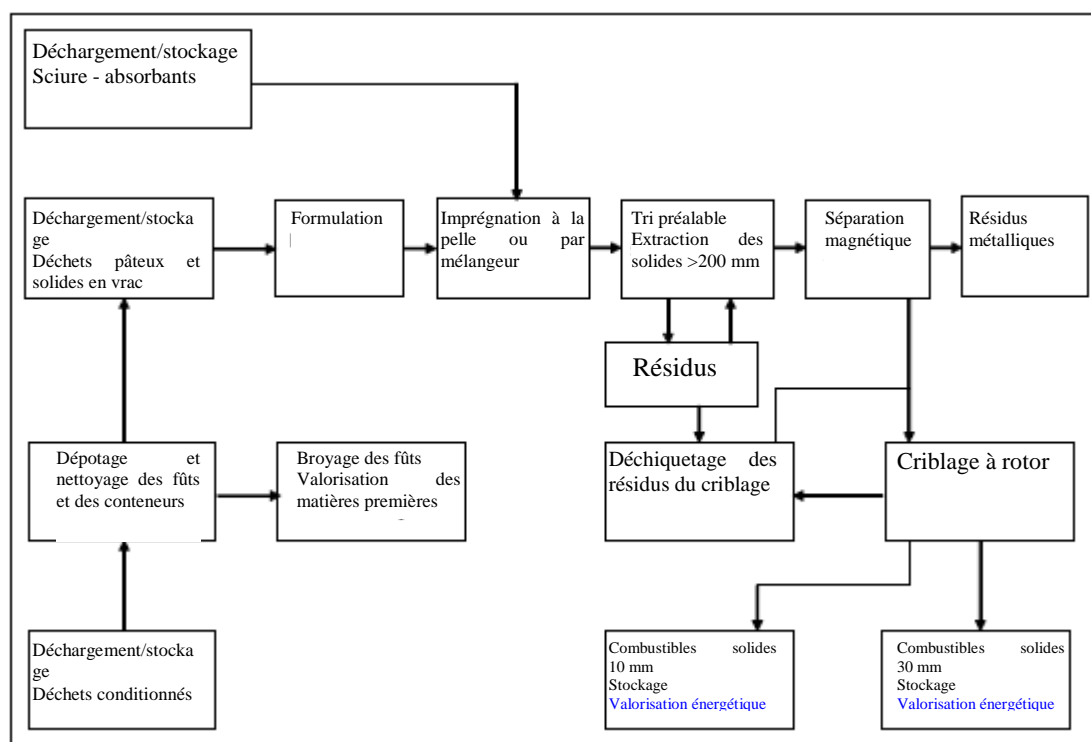 Déchargement/stockage
Sciure - absorbants
Déchargement/stocka
ge
Déchets pâteux et
solides en vrac
Formulation
Imprégnation à la
pelle ou par
mélangeur
Tri préalable
Extraction des
solides >200 mm
Séparation
magnétique
Résidus
métalliques
Résidus
Dépotage et
nettoyage des fûts
et des conteneurs
Broyage des fûts
Valorisation des
matières premières
Déchiquetage des
résidus du criblage
Criblage à rotor
Déchargement/stocka
ge
Déchets conditionnés
Combustibles solides
10 mm
Stockage
Valorisation énergétique
Combustibles solides
30 mm
Stockage
Valorisation énergétique